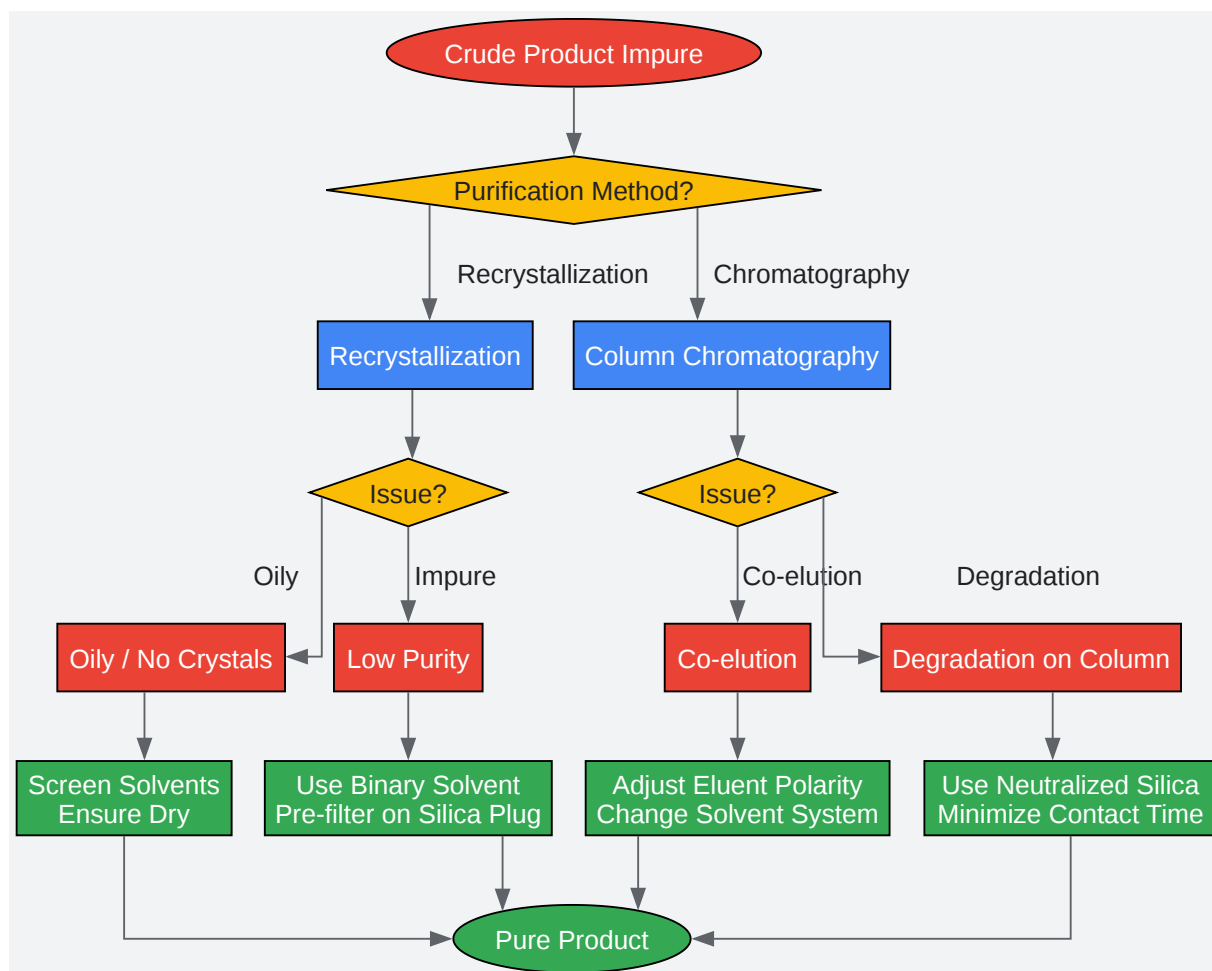 Crude Product Impure
Purification Method?
Recrystallization
Chromatography
Recrystallization
Column Chromatography
Issue?
Issue?
Oily
Impure
Co-elution
Degradation
Oily / No Crystals
Low Purity
Co-elution
Degradation on Column
Screen Solvents
Ensure Dry
Use Binary Solvent
Pre-filter on Silica Plug
Adjust Eluent Polarity
Change Solvent System
Use Neutralized Silica
Minimize Contact Time
Pure Product